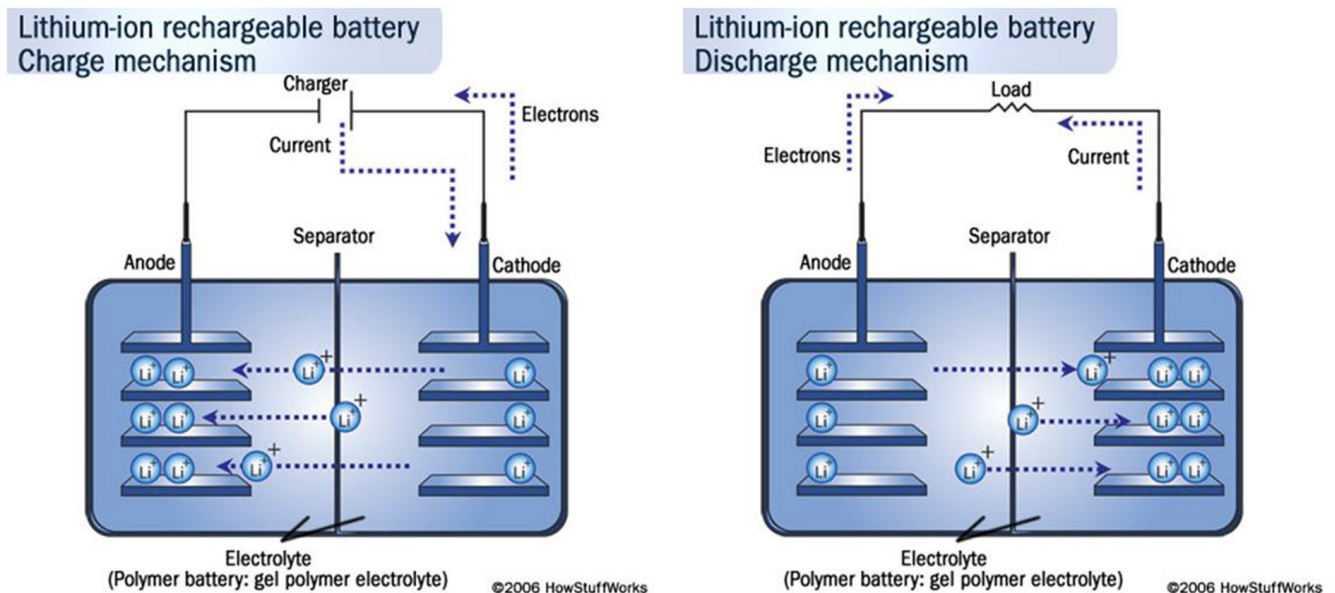 Lithium-ion rechargeable battery
Charge mechanism
Charger
Electrons
Current
Separator
Anode
Cathode
Li+ Li+ Li+ Li+
Li+ Li+ Li+ Li+
Li+ Li+ Li+ Li+
Electrolyte
(Polymer battery: gel polymer electrolyte)
©2006 HowStuffWorks
Lithium-ion rechargeable battery
Discharge mechanism
Load
Electrons
Current
Separator
Anode
Cathode
Li+ Li+ Li+ Li+
Li+ Li+ Li+ Li+
Li+ Li+ Li+ Li+
Electrolyte
(Polymer battery: gel polymer electrolyte)
©2006 HowStuffWorks